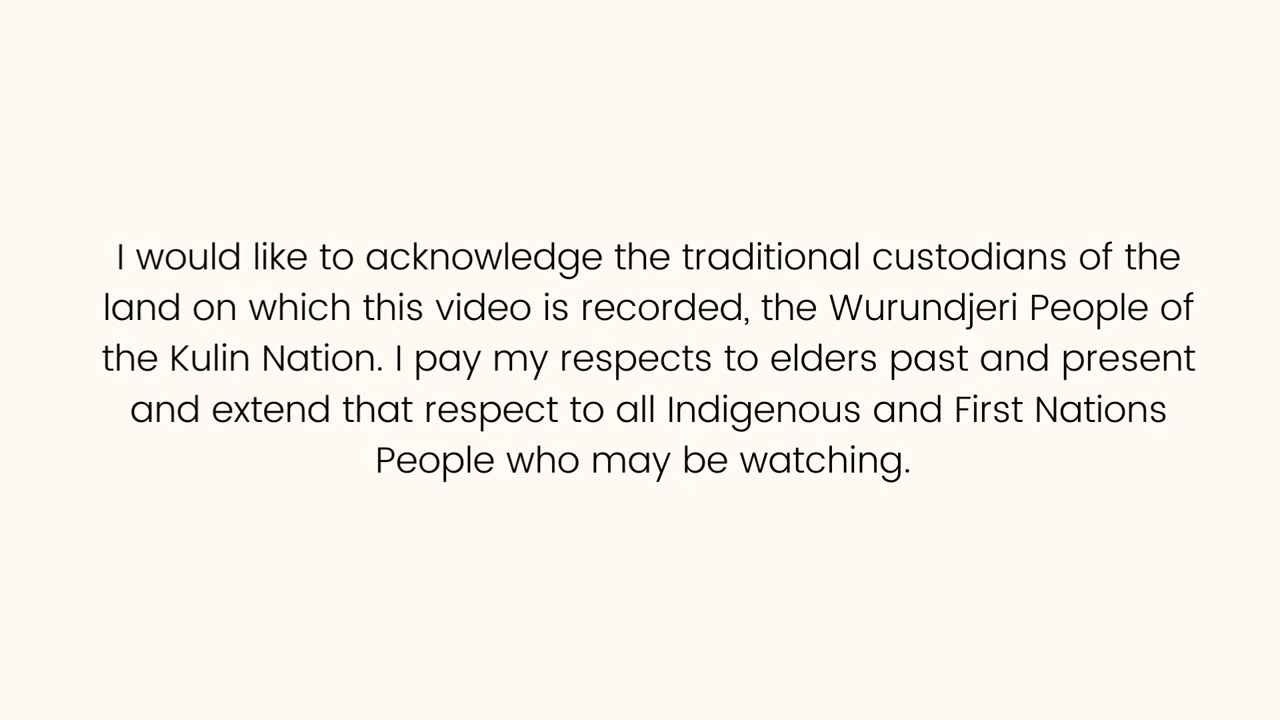 I would like to acknowledge the traditional custodians of the
land on which this video is recorded, the Wurundjeri People of
the Kulin Nation. I pay my respects to elders past and present
and extend that respect to all Indigenous and First Nations
People who may be watching.